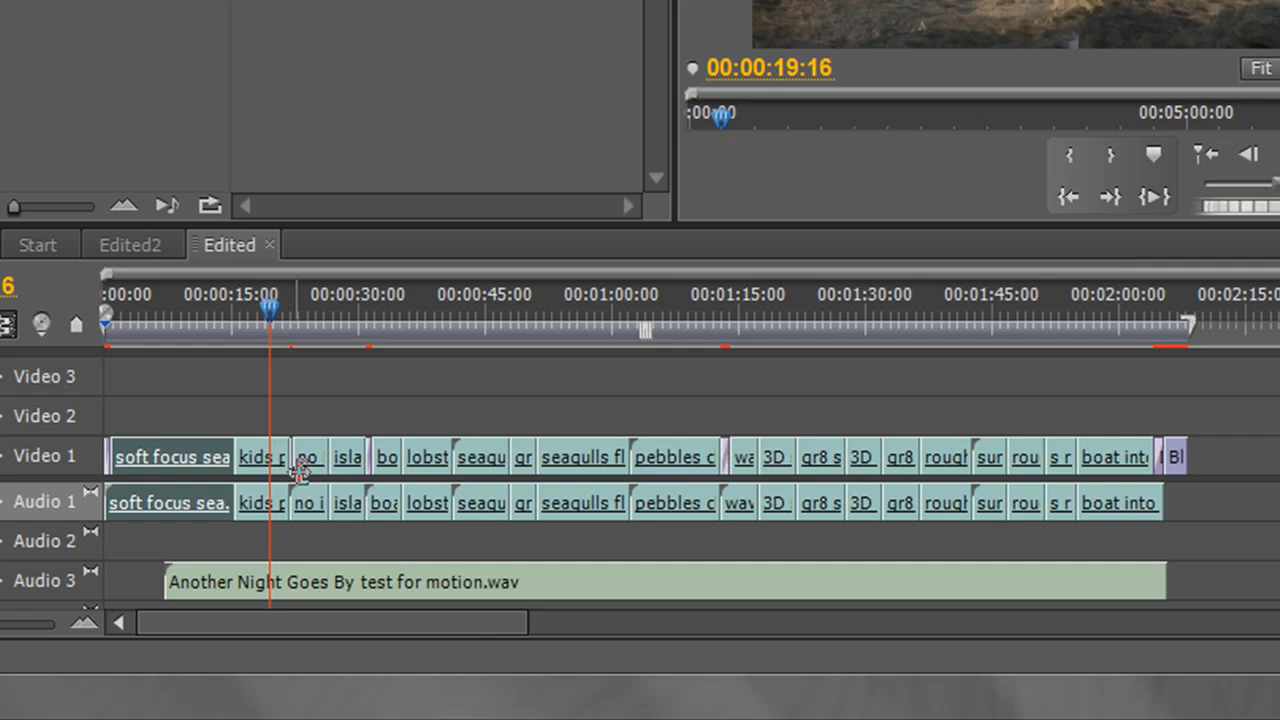 00:00:19:16
Fit
:00:00 00:05:00:00
Start Edited2 Edited
6
:00:00 00:00:15:00 00:00:30:00 00:00:45:00 00:01:00:00 00:01:15:00 00:01:30:00 00:01:45:00 00:02:00:00 00:02:15:0
Video 3
Video 2
Video 1 soft focus sea kids r no isla bo lobst seagu gr seagulls fl pebbles c wa 3D gr8 s 3D gr8 rough sur rou s r boat into Bl
Audio 1 soft focus sea. kids r no i isla boa lobst seagu gr seagulls fl pebbles c wav 3D gr8 s 3D gr8 rough sur rou s r boat into
Audio 2
Audio 3 Another Night Goes By test for motion.wav